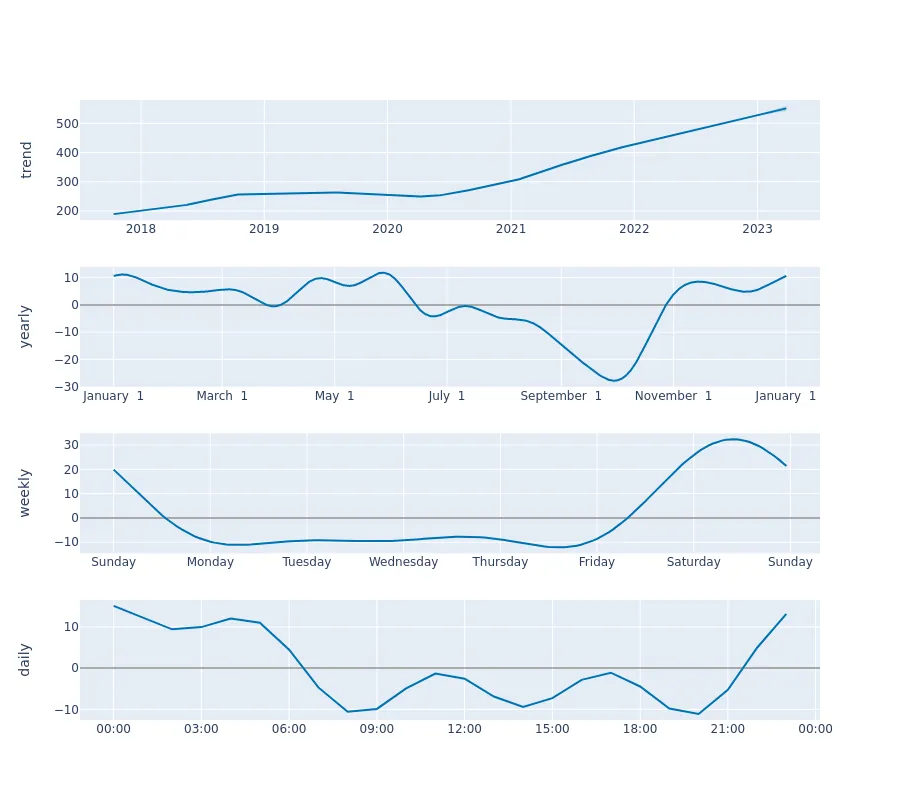 trend
500
400
300
200
2018 2019 2020 2021 2022 2023
yearly
10
0
−10
−20
−30
January 1 March 1 May 1 July 1 September 1 November 1 January 1
weekly
30
20
10
0
−10
Sunday Monday Tuesday Wednesday Thursday Friday Saturday Sunday
daily
10
0
−10
00:00 03:00 06:00 09:00 12:00 15:00 18:00 21:00 00:00